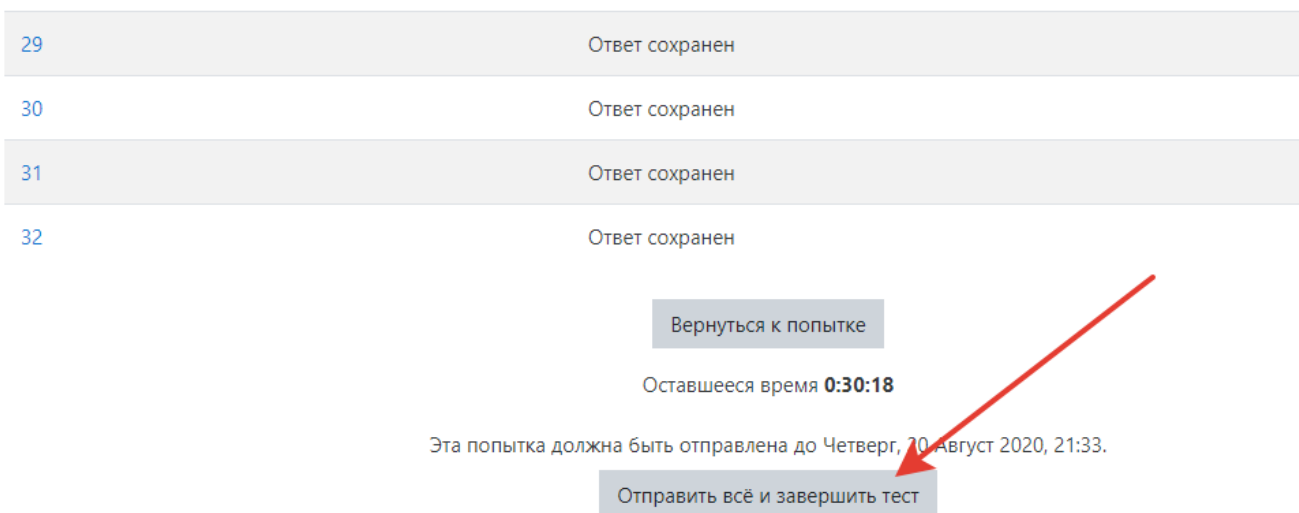 29 Ответ сохранен
30 Ответ сохранен
31 Ответ сохранен
32 Ответ сохранен
Вернуться к попытке
Оставшееся время 0:30:18
Эта попытка должна быть отправлена до Четверг, 20 Август 2020, 21:33.
Отправить всё и завершить тест